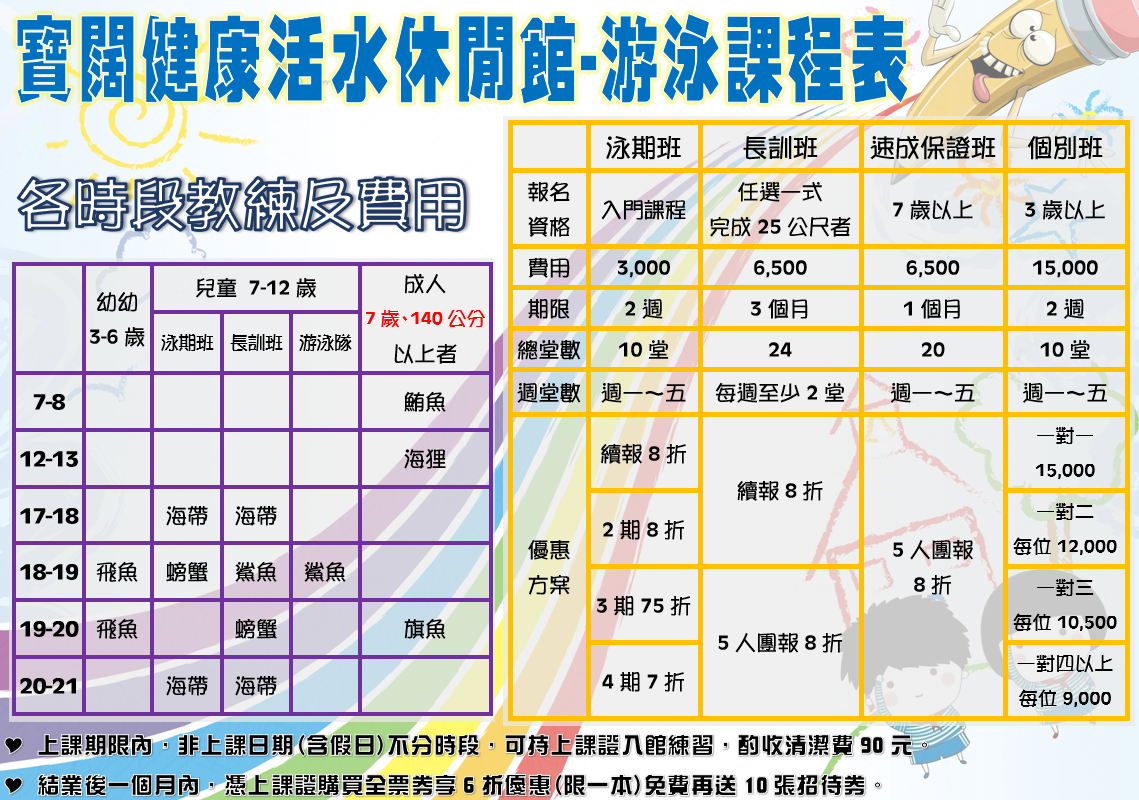 寶闊健康活水休閒館-游泳課程表
各時段教練及費用
幼幼 3-6 歲 兒童 7-12 歲 成人 7 歲、140 公分 以上者
泳期班 長訓班 游泳隊
7-8 鮪魚
12-13 海狸
17-18 海帶 海帶
18-19 飛魚 螃蟹 鯊魚 鯊魚
19-20 飛魚 螃蟹 旗魚
20-21 海帶 海帶
泳期班 長訓班 速成保證班 個別班
報名資格 入門課程 任選一式 完成 25 公尺者 7 歲以上 3 歲以上
費用 3,000 6,500 6,500 15,000
期限 2 週 3 個月 1 個月 2 週
總堂數 10 堂 24 20 10 堂
週堂數 週一~五 每週至少 2 堂 週一~五 週一~五
優惠方案
續報 8 折
2 期 8 折
3 期 75 折
4 期 7 折
續報 8 折
5 人團報 8 折
5 人團報
8 折
一對一
15,000
一對二
每位 12,000
一對三
每位 10,500
一對四以上
每位 9,000
♥ 上課期限內，非上課日期(含假日)不分時段，可持上課證入館練習，酌收清潔費 90 元。
♥ 結業後一個月內，憑上課證購買全票券享 6 折優惠(限一本)免費再送 10 張招待券。